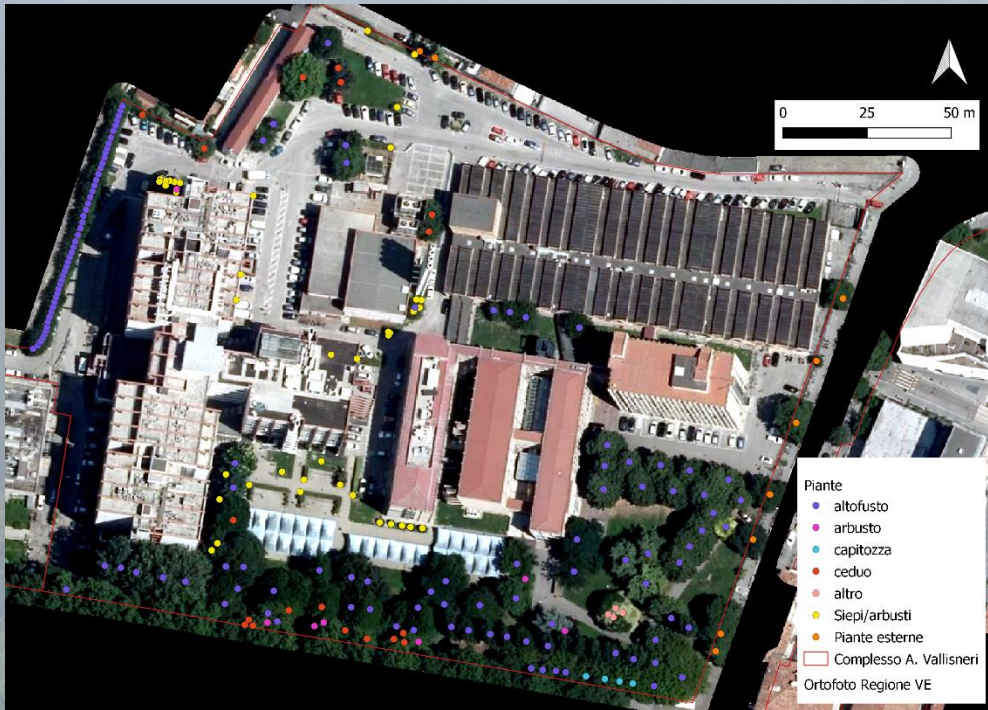 0 25 50 m
Piante
altofusto
arbusto
capitozza
ceduo
altro
Siepi/arbusti
Piante esterne
Complesso A. Vallisneri
Ortofoto Regione VE